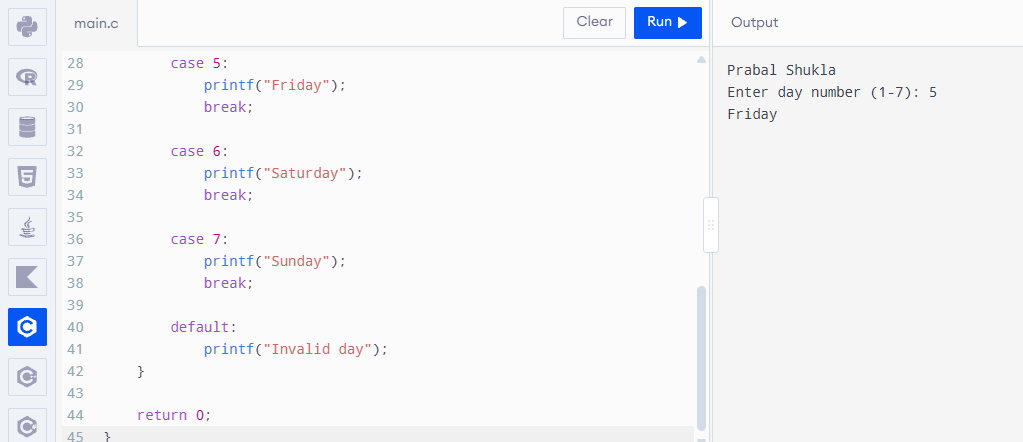 main.c
Clear
Run
Output
28 case 5:
29 printf("Friday");
30 break;
31
32 case 6:
33 printf("Saturday");
34 break;
35
36 case 7:
37 printf("Sunday");
38 break;
39
40 default:
41 printf("Invalid day");
42 }
43
44 return 0;
45 }
Prabal Shukla
Enter day number (1-7): 5
Friday